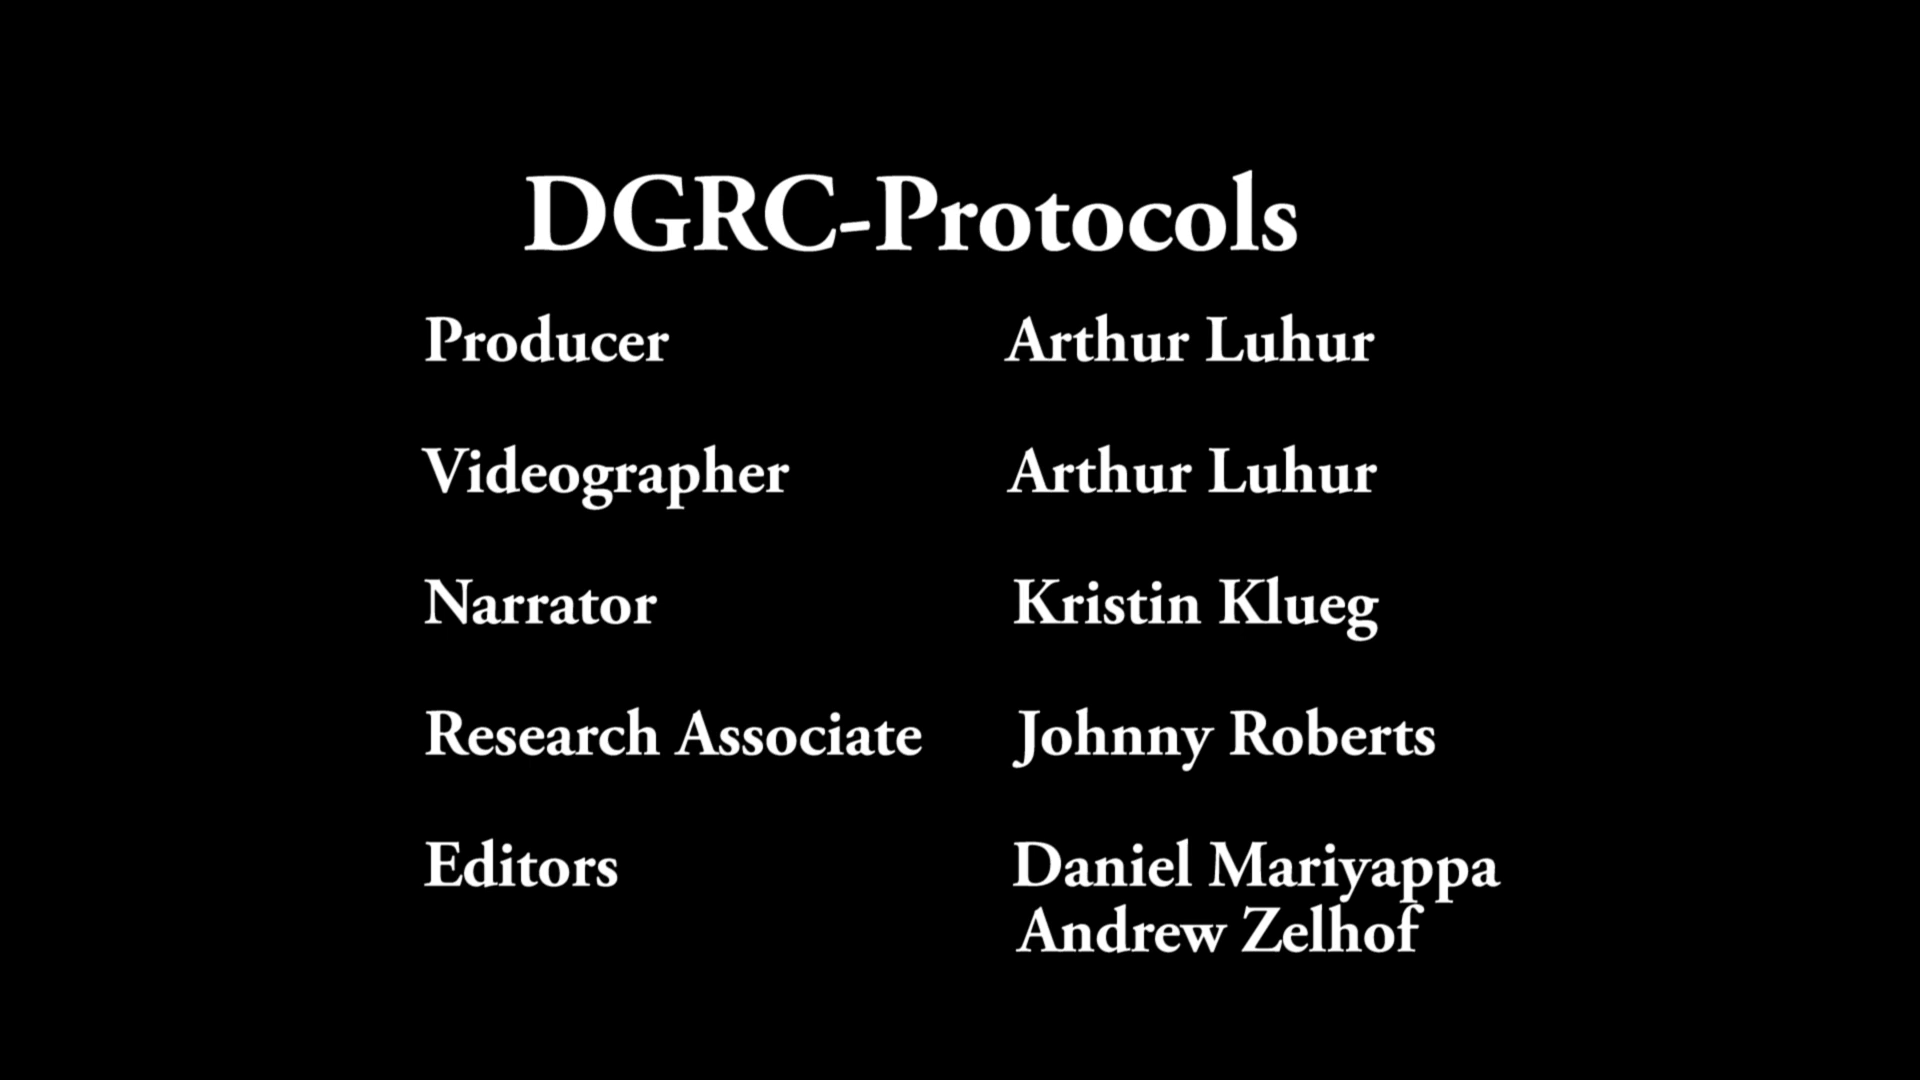 DGRC-Protocols
Producer Arthur Luhur
Videographer Arthur Luhur
Narrator Kristin Klueg
Research Associate Johnny Roberts
Editors Daniel Mariyappa
Andrew Zelhof